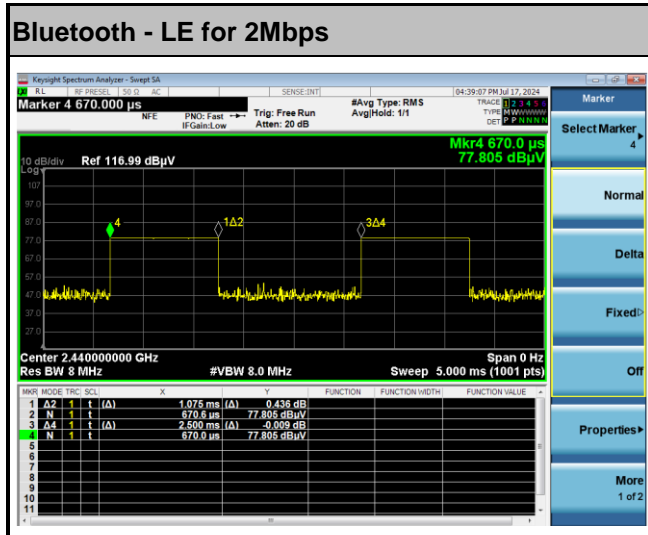 Bluetooth - LE for 2Mbps
Keysight Spectrum Analyzer - Swept SA
RL RF PRESEL 50 Ω AC SENSE:INT 04:39:07 PM Jul 17, 2024
Marker 4 670.000 µs #Avg Type: RMS TRACE 1 2 3 4 5 6 Marker
NFE PNO: Fast Trig: Free Run Avg|Hold: 1/1 TYPE MWWWWW
IFGain:Low Atten: 20 dB DET P P N N N N
Select Marker
4
Mkr4 670.0 µs
10 dB/div Ref 116.99 dBµV 77.805 dBµV
Log
107
97.0
87.0
4 1Δ2 3Δ4
77.0
67.0
57.0
47.0
37.0
27.0
Normal
Delta
Fixed
Center 2.440000000 GHz Span 0 Hz
Res BW 8 MHz #VBW 8.0 MHz Sweep 5.000 ms (1001 pts)
Off
MKR MODE TRC SCL X Y FUNCTION FUNCTION WIDTH FUNCTION VALUE
1 Δ2 1 t (Δ) 1.075 ms (Δ) 0.436 dB
2 N 1 t 670.6 µs 77.805 dBµV
3 Δ4 1 t (Δ) 2.500 ms (Δ) -0.009 dB
4 N 1 t 670.0 µs 77.805 dBµV
5
6
7
8
9
10
11
Properties
More
1 of 2